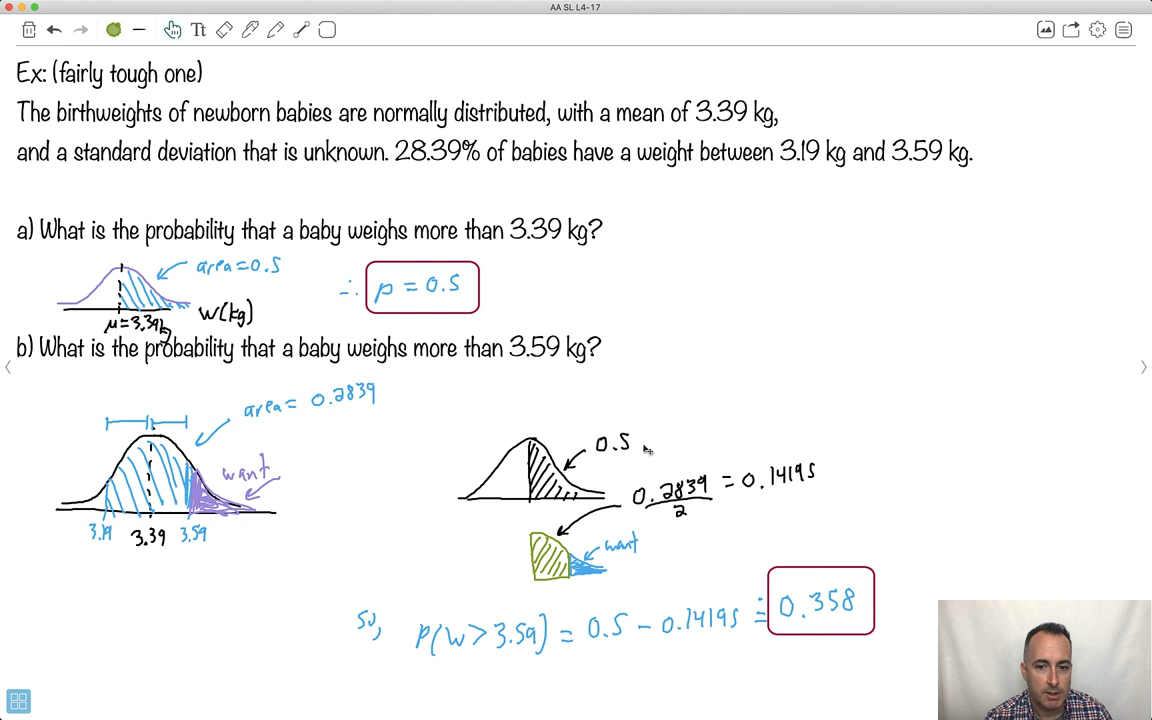 AA SL L4-17
Tt
Ex: (fairly tough one)
The birthweights of newborn babies are normally distributed, with a mean of 3.39 kg,
and a standard deviation that is unknown. 28.39% of babies have a weight between 3.19 kg and 3.59 kg.
a) What is the probability that a baby weighs more than 3.39 kg?
area = 0.5
∴ p = 0.5
μ = 3.39kg
W(kg)
b) What is the probability that a baby weighs more than 3.59 kg?
area = 0.2839
want
3.19 3.39 3.59
0.5
0.2839 = 0.14195
2
want
so, P(W > 3.59) = 0.5 - 0.14195 ≐ 0.358